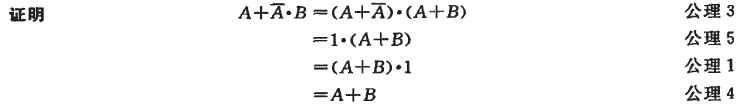 证明 A+A̅·B=(A+A̅)·(A+B) 公理 3
=1·(A+B) 公理 5
=(A+B)·1 公理 1
=A+B 公理 4